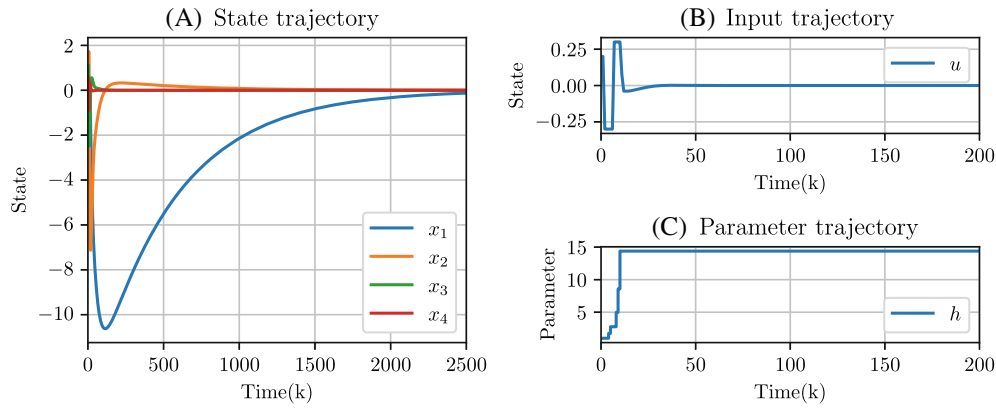 (A) State trajectory
State
2
0
−2
−4
−6
−8
−10
x1
x2
x3
x4
0 500 1000 1500 2000 2500
Time(k)
(B) Input trajectory
State
0.25
0.00
−0.25
u
0 50 100 150 200
Time(k)
(C) Parameter trajectory
Parameter
15
10
5
h
0 50 100 150 200
Time(k)